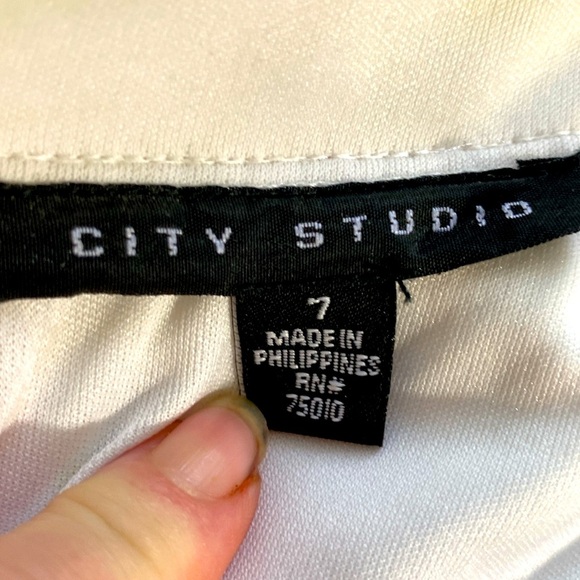 CITY STUDIO
7
MADE IN
PHILIPPINES
RN#
75010